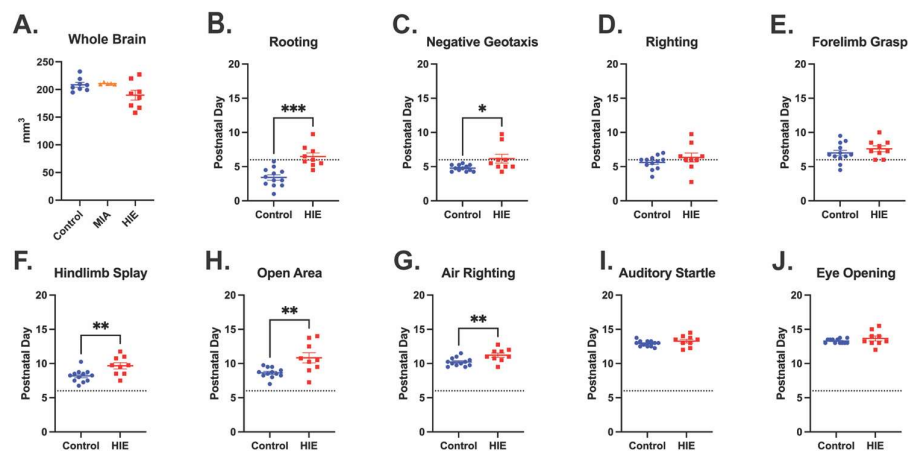 A.
Whole Brain
250
200
150
100
50
0
mm³
Control
MIA
HIE
B.
Rooting
***
20
15
10
5
0
Postnatal Day
Control HIE
C.
Negative Geotaxis
*
20
15
10
5
0
Postnatal Day
Control HIE
D.
Righting
20
15
10
5
0
Postnatal Day
Control HIE
E.
Forelimb Grasp
20
15
10
5
0
Postnatal Day
Control HIE
F.
Hindlimb Splay
**
20
15
10
5
0
Postnatal Day
Control HIE
H.
Open Area
**
20
15
10
5
0
Postnatal Day
Control HIE
G.
Air Righting
**
20
15
10
5
0
Postnatal Day
Control HIE
I.
Auditory Startle
20
15
10
5
0
Postnatal Day
Control HIE
J.
Eye Opening
20
15
10
5
0
Postnatal Day
Control HIE